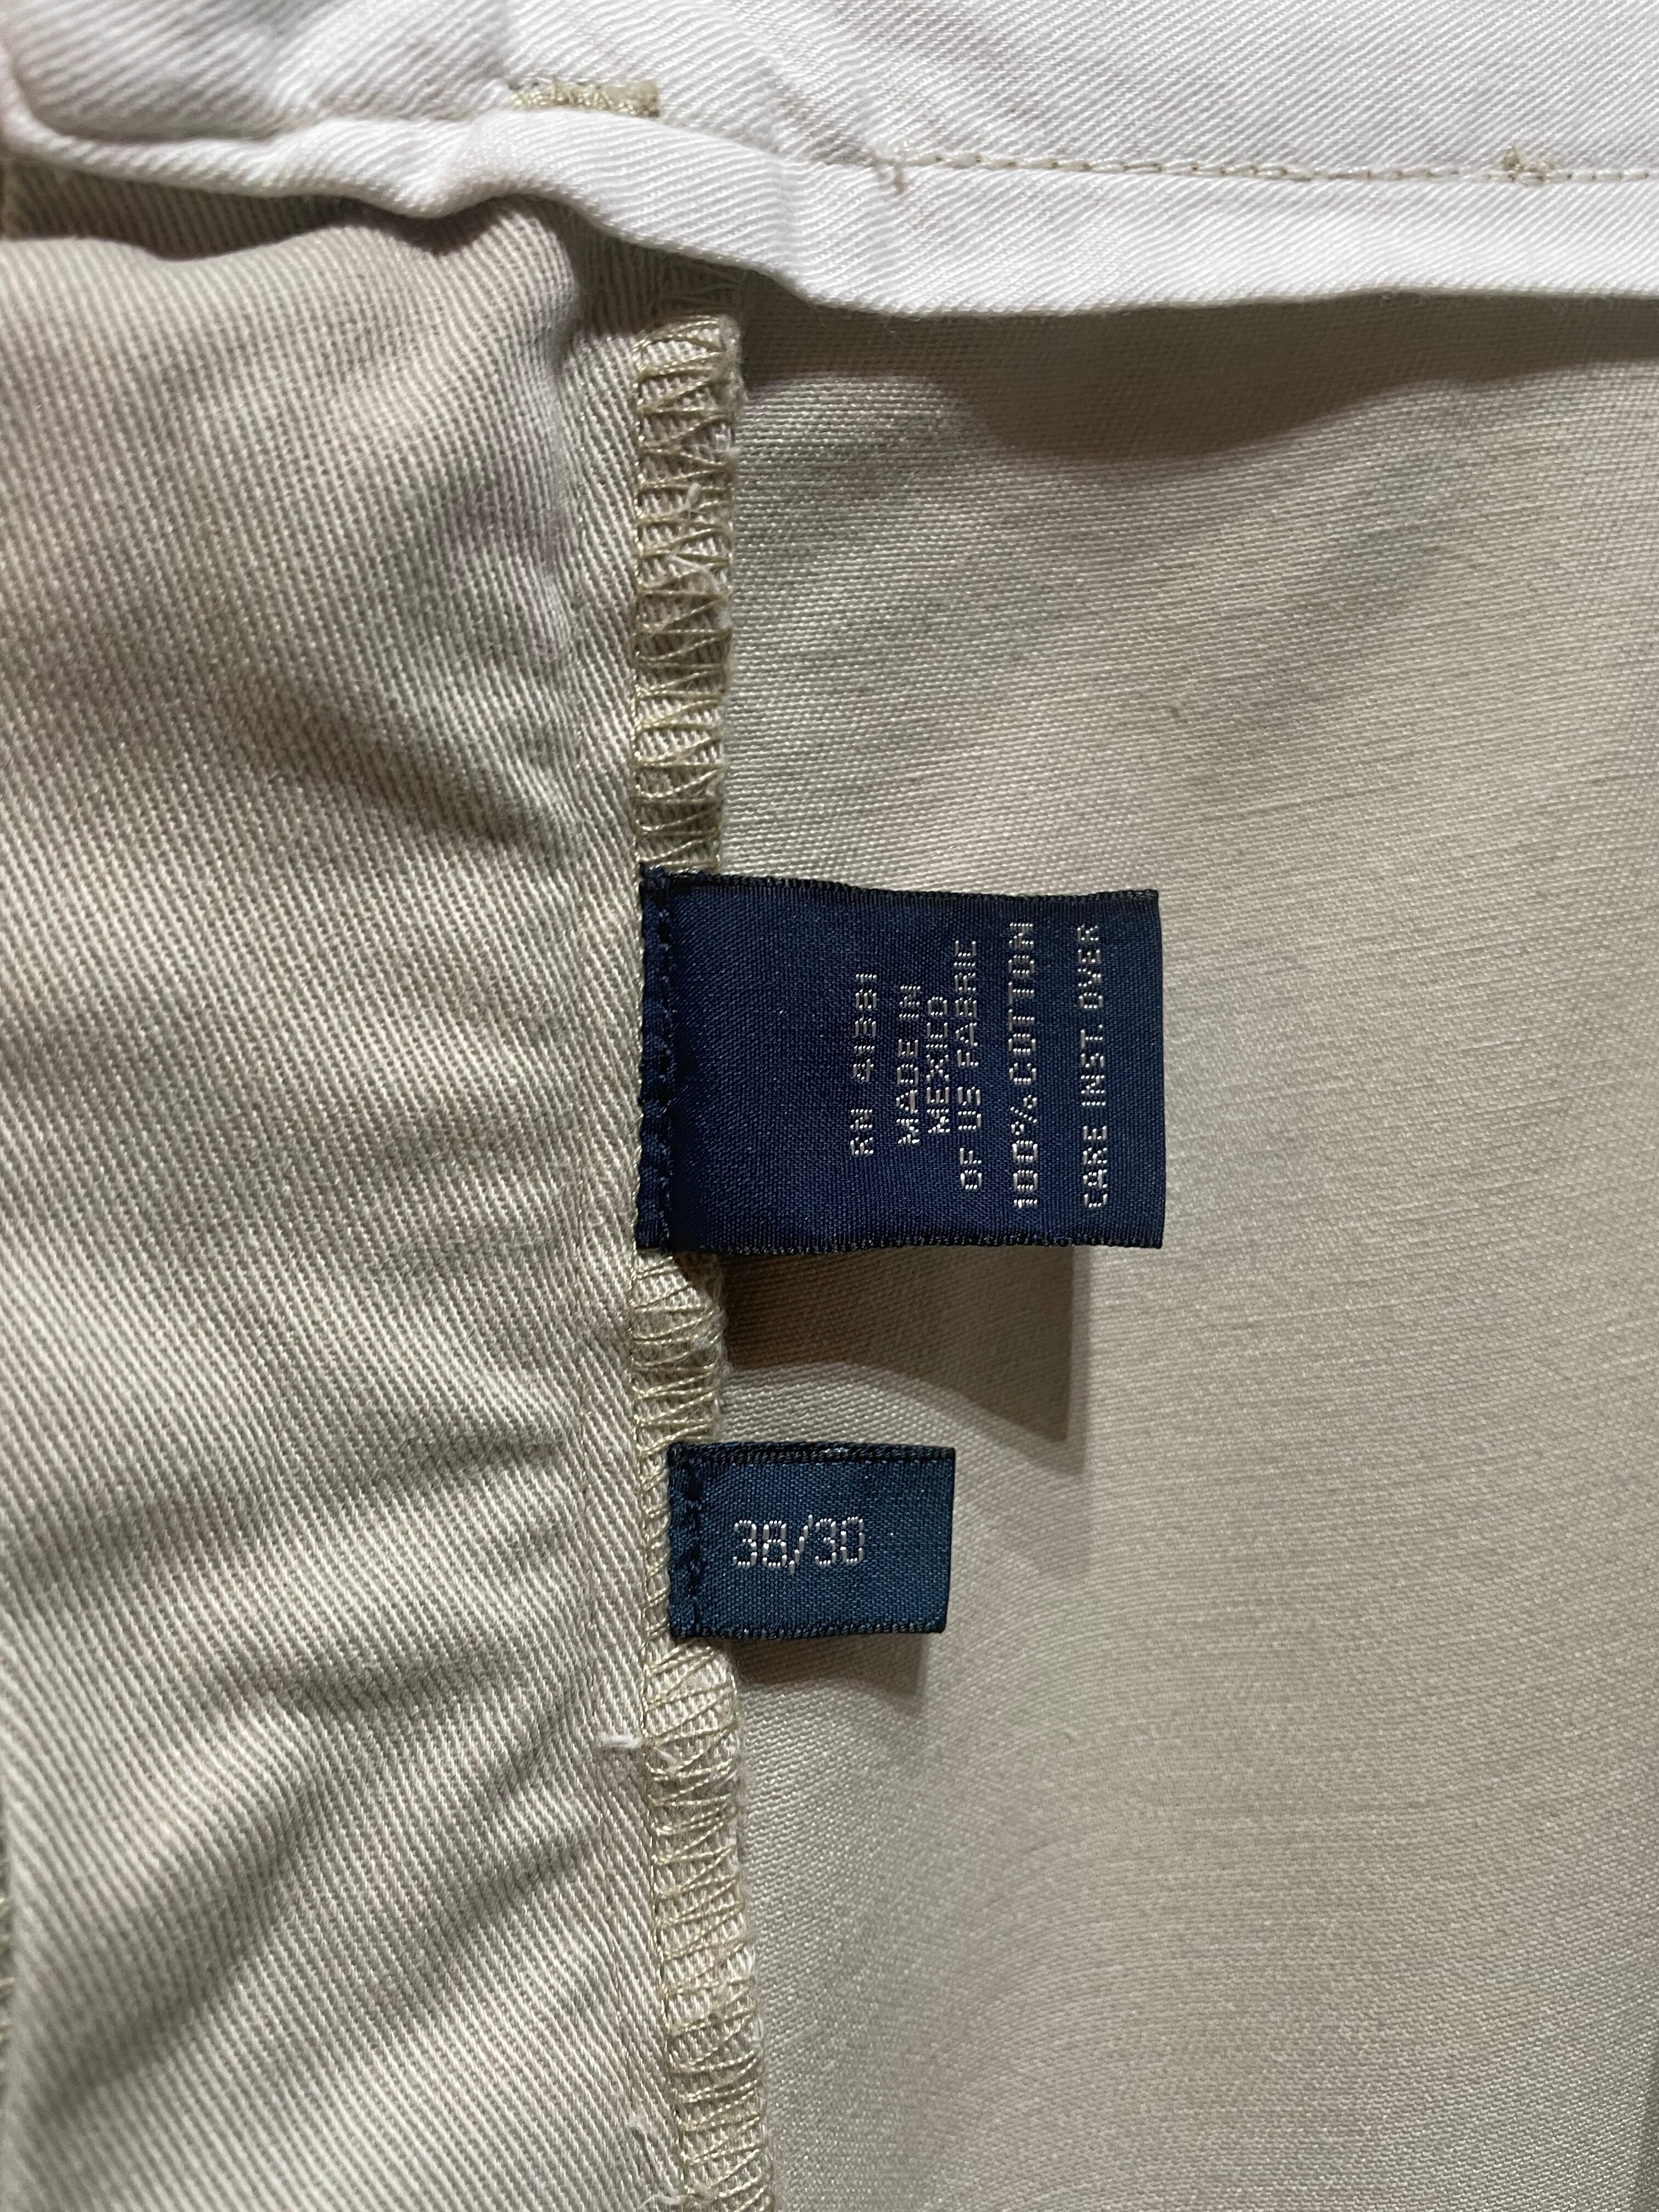 RN 41381
MADE IN
MEXICO
OF US FABRIC
100% COTTON
CARE INST. OVER
38/30